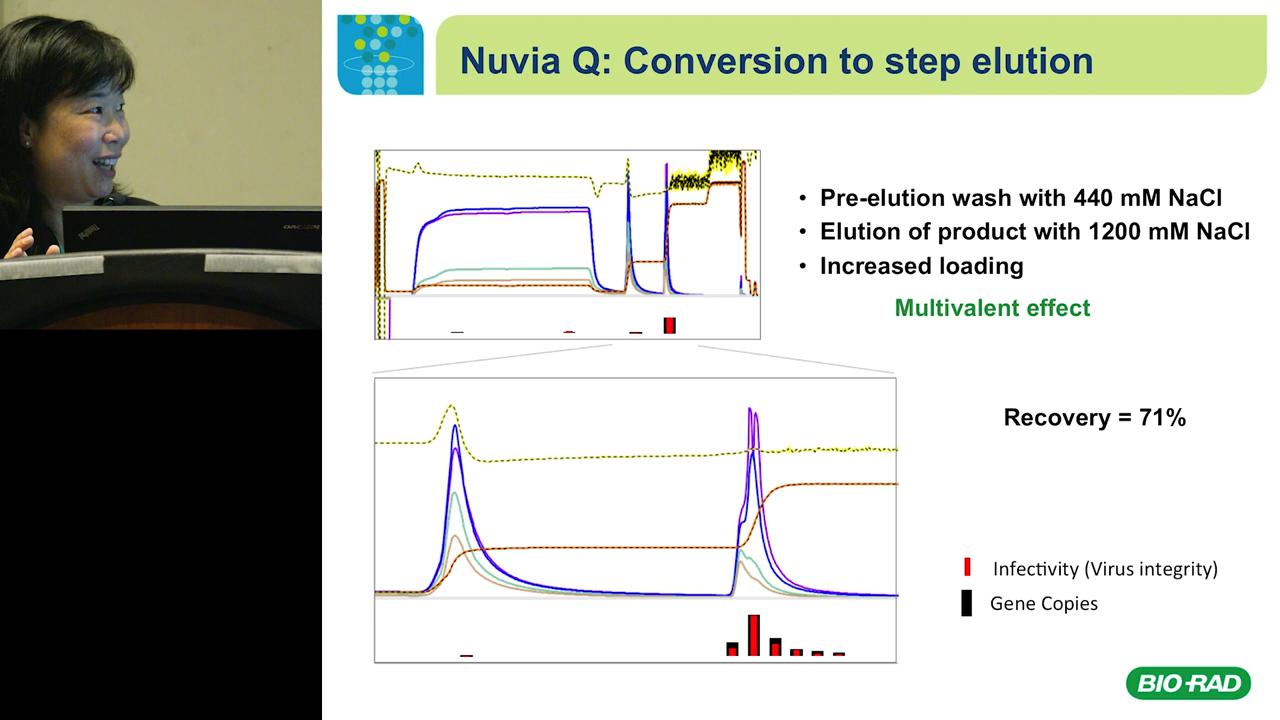 Nuvia Q: Conversion to step elution
• Pre-elution wash with 440 mM NaCl
• Elution of product with 1200 mM NaCl
• Increased loading
Multivalent effect
Recovery = 71%
Infectivity (Virus integrity)
Gene Copies
BIO-RAD